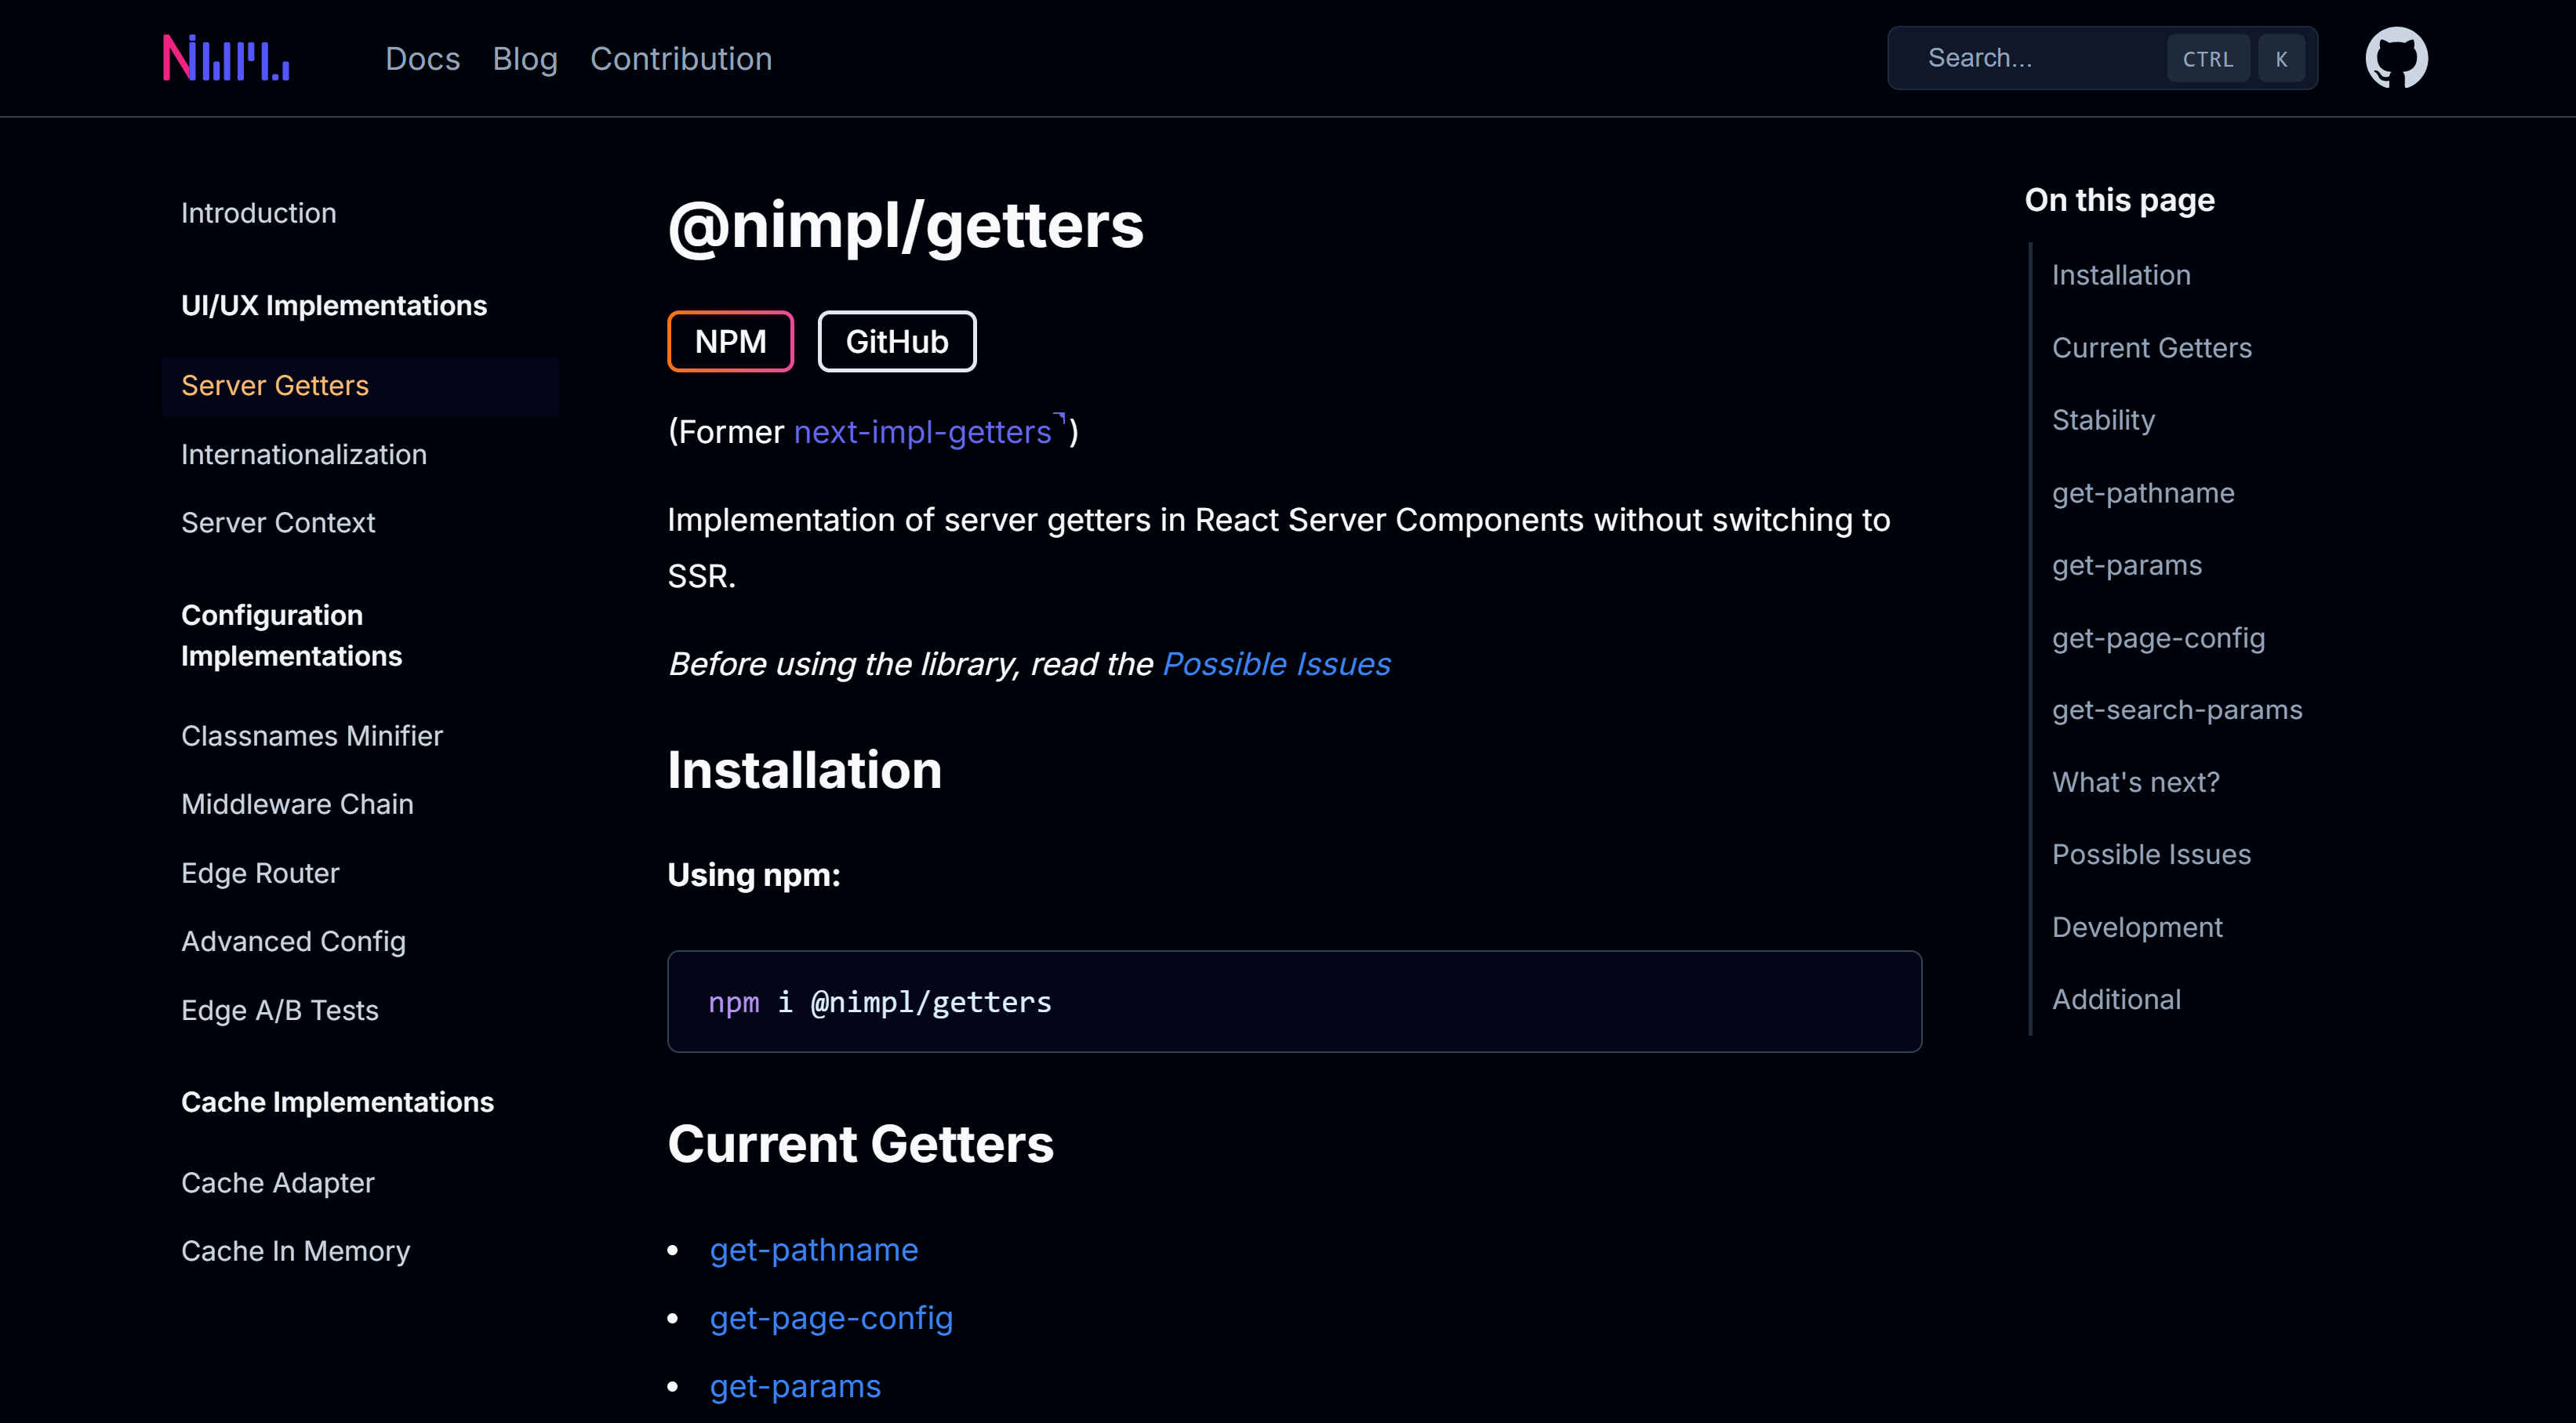 Nimpl
Docs Blog Contribution
Search... CTRL K
Introduction
UI/UX Implementations
Server Getters
Internationalization
Server Context
Configuration
Implementations
Classnames Minifier
Middleware Chain
Edge Router
Advanced Config
Edge A/B Tests
Cache Implementations
Cache Adapter
Cache In Memory
@nimpl/getters
NPM GitHub
(Former next-impl-getters)
Implementation of server getters in React Server Components without switching to
SSR.
Before using the library, read the Possible Issues
Installation
Using npm:
npm i @nimpl/getters
Current Getters
• get-pathname
• get-page-config
• get-params
On this page
Installation
Current Getters
Stability
get-pathname
get-params
get-page-config
get-search-params
What's next?
Possible Issues
Development
Additional